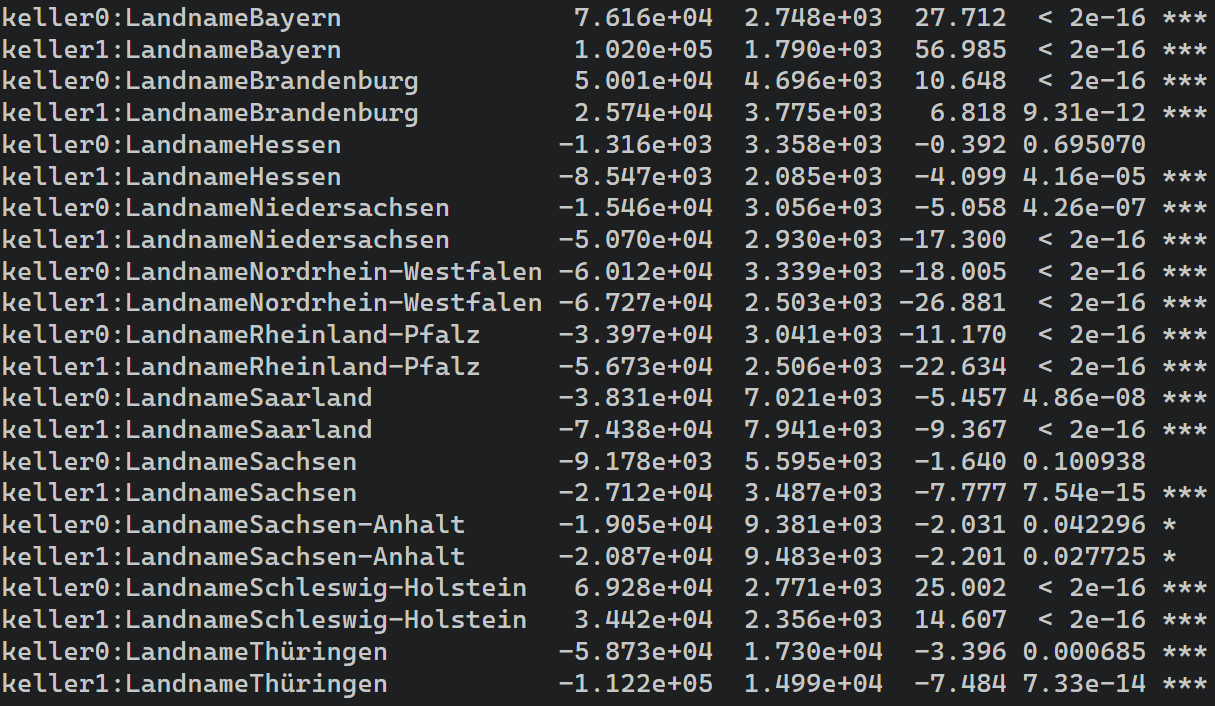 keller0:LandnameBayern 7.616e+04 2.748e+03 27.712 < 2e-16 ***
keller1:LandnameBayern 1.020e+05 1.790e+03 56.985 < 2e-16 ***
keller0:LandnameBrandenburg 5.001e+04 4.696e+03 10.648 < 2e-16 ***
keller1:LandnameBrandenburg 2.574e+04 3.775e+03 6.818 9.31e-12 ***
keller0:LandnameHessen -1.316e+03 3.358e+03 -0.392 0.695070
keller1:LandnameHessen -8.547e+03 2.085e+03 -4.099 4.16e-05 ***
keller0:LandnameNiedersachsen -1.546e+04 3.056e+03 -5.058 4.26e-07 ***
keller1:LandnameNiedersachsen -5.070e+04 2.930e+03 -17.300 < 2e-16 ***
keller0:LandnameNordrhein-Westfalen -6.012e+04 3.339e+03 -18.005 < 2e-16 ***
keller1:LandnameNordrhein-Westfalen -6.727e+04 2.503e+03 -26.881 < 2e-16 ***
keller0:LandnameRheinland-Pfalz -3.397e+04 3.041e+03 -11.170 < 2e-16 ***
keller1:LandnameRheinland-Pfalz -5.673e+04 2.506e+03 -22.634 < 2e-16 ***
keller0:LandnameSaarland -3.831e+04 7.021e+03 -5.457 4.86e-08 ***
keller1:LandnameSaarland -7.438e+04 7.941e+03 -9.367 < 2e-16 ***
keller0:LandnameSachsen -9.178e+03 5.595e+03 -1.640 0.100938
keller1:LandnameSachsen -2.712e+04 3.487e+03 -7.777 7.54e-15 ***
keller0:LandnameSachsen-Anhalt -1.905e+04 9.381e+03 -2.031 0.042296 *
keller1:LandnameSachsen-Anhalt -2.087e+04 9.483e+03 -2.201 0.027725 *
keller0:LandnameSchleswig-Holstein 6.928e+04 2.771e+03 25.002 < 2e-16 ***
keller1:LandnameSchleswig-Holstein 3.442e+04 2.356e+03 14.607 < 2e-16 ***
keller0:LandnameThüringen -5.873e+04 1.730e+04 -3.396 0.000685 ***
keller1:LandnameThüringen -1.122e+05 1.499e+04 -7.484 7.33e-14 ***